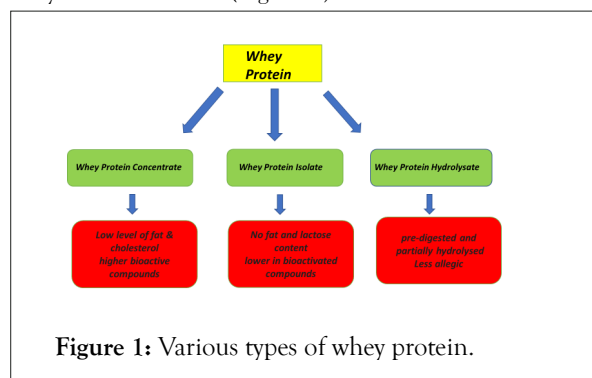 Whey
Protein
Whey Protein Concentrate
Whey Protein Isolate
Whey Protein Hydrolysate
Low level of fat &
cholesteral
higher bioactive
compounds
No fat and lactose
content
lower in bioactivated
compounds
pre-digested and
partially hydrolysed
Less allegic
Figure 1: Various types of whey protein.